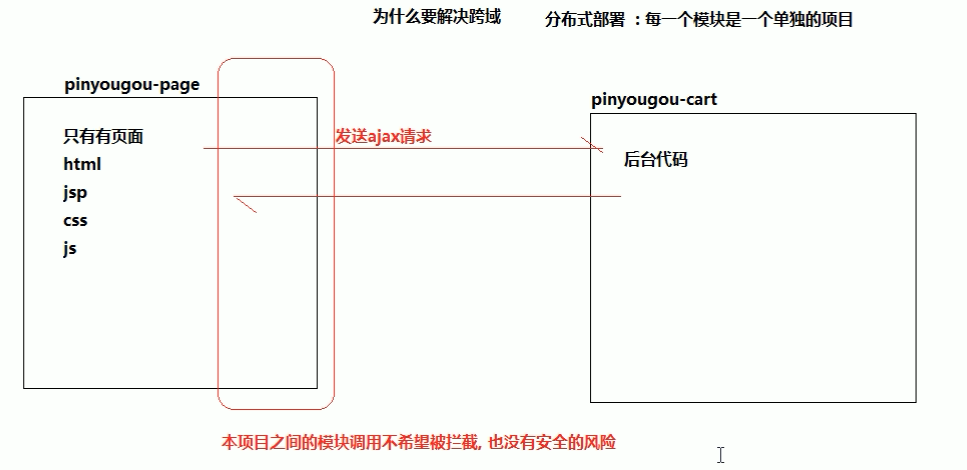 为什么要解决跨域
分布式部署 ：每一个模块是一个单独的项目
pinyougou-page
pinyougou-cart
只有有页面
html
jsp
css
js
发送ajax请求
后台代码
本项目之间的模块调用不希望被拦截, 也没有安全的风险